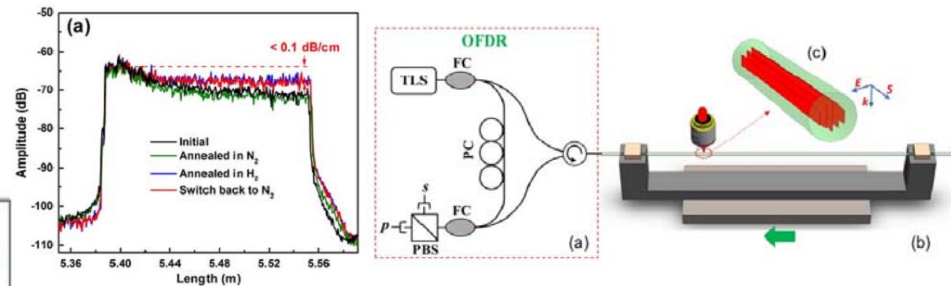 (a)
< 0.1 dB/cm
Amplitude (dB)
-50
-60
-70
-80
-90
-100
-110
Initial
Annealed in N₂
Annealed in H₂
Switch back to N₂
5.36
5.40
5.44
5.48
5.52
5.56
Length (m)
OFDR
FC
TLS
PC
s
FC
p
PBS
(a)
(c)
E
S
k
(b)